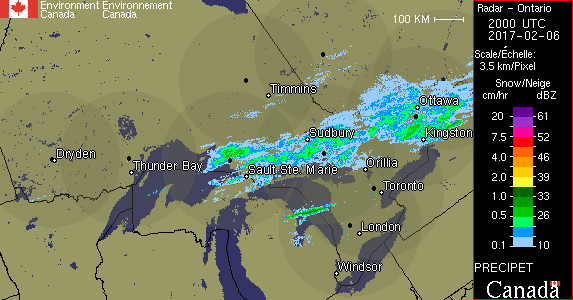 Environment Environnement
Canada Canada
100 KM
Timmins
Ottawa
Sudbury
Kingston
Dryden
Thunder Bay
Sault Ste. Marie
Orillia
Toronto
London
Windsor
Radar - Ontario
2000 UTC
2017-02-06
Scale/Échelle:
3.5 km/Pixel
Snow/Neige
cm/hr dBZ
20 61
7.5 52
4.0 46
2.0 39
1.0 33
0.5 26
0.1 10
PRECIPET
Canada